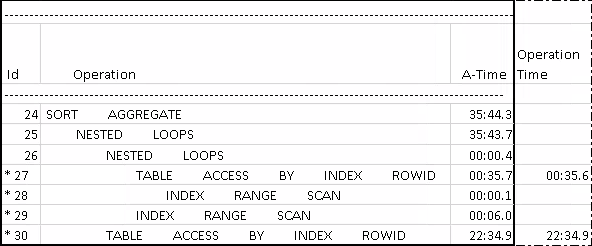 Operation
Id Operation A-Time Time
24 SORT AGGREGATE 35:44.3
25 NESTED LOOPS 35:43.7
26 NESTED LOOPS 00:00.4
* 27 TABLE ACCESS BY INDEX ROWID 00:35.7 00:35.6
* 28 INDEX RANGE SCAN 00:00.1
* 29 INDEX RANGE SCAN 00:06.0
* 30 TABLE ACCESS BY INDEX ROWID 22:34.9 22:34.9